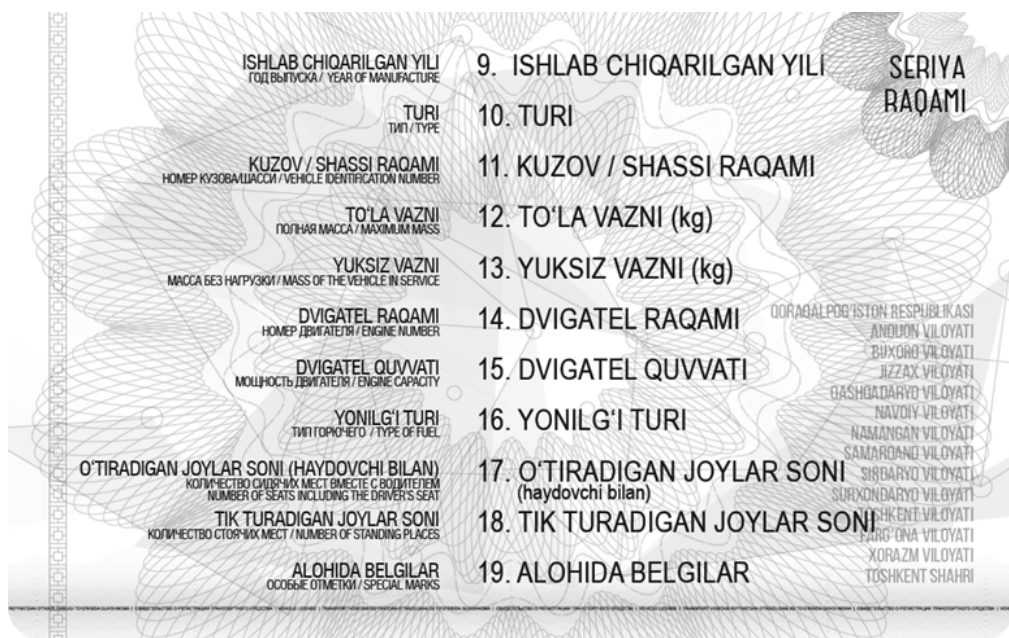 ISHLAB CHIQARILGAN YILI
ГОД ВЫПУСКА / YEAR OF MANUFACTURE
9. ISHLAB CHIQARILGAN YILI
SERIYA
RAQAMI
TURI
ТИП / TYPE
10. TURI
KUZOV / SHASSI RAQAMI
НОМЕР КУЗОВА/ШАССИ / VEHICLE IDENTIFICATION NUMBER
11. KUZOV / SHASSI RAQAMI
TO‘LA VAZNI
ПОЛНАЯ МАССА / MAXIMUM MASS
12. TO‘LA VAZNI (kg)
YUKSIZ VAZNI
МАССА БЕЗ НАГРУЗКИ / MASS OF THE VEHICLE IN SERVICE
13. YUKSIZ VAZNI (kg)
DVIGATEL RAQAMI
НОМЕР ДВИГАТЕЛЯ / ENGINE NUMBER
14. DVIGATEL RAQAMI
DVIGATEL QUVVATI
МОЩНОСТЬ ДВИГАТЕЛЯ / ENGINE CAPACITY
15. DVIGATEL QUVVATI
YONILG‘I TURI
ТИП ГОРЮЧЕГО / TYPE OF FUEL
16. YONILG‘I TURI
O‘TIRADIGAN JOYLAR SONI (HAYDOVCHI BILAN)
КОЛИЧЕСТВО СИДЯЧИХ МЕСТ ВМЕСТЕ С ВОДИТЕЛЕМ
NUMBER OF SEATS INCLUDING THE DRIVER'S SEAT
17. O‘TIRADIGAN JOYLAR SONI
(haydovchi bilan)
TIK TURADIGAN JOYLAR SONI
КОЛИЧЕСТВО СТОЯЧИХ МЕСТ / NUMBER OF STANDING PLACES
18. TIK TURADIGAN JOYLAR SONI
ALOHIDA BELGILAR
ОСОБЫЕ ОТМЕТКИ / SPECIAL MARKS
19. ALOHIDA BELGILAR
QORAQALPOG‘ISTON RESPUBLIKASI
ANDIJON VILOYATI
BUXORO VILOYATI
JIZZAX VILOYATI
QASHQADARYO VILOYATI
NAVOIY VILOYATI
NAMANGAN VILOYATI
SAMARQAND VILOYATI
SIRDARYO VILOYATI
SURXONDARYO VILOYATI
TOSHKENT VILOYATI
FARG‘ONA VILOYATI
XORAZM VILOYATI
TOSHKENT SHAHRI